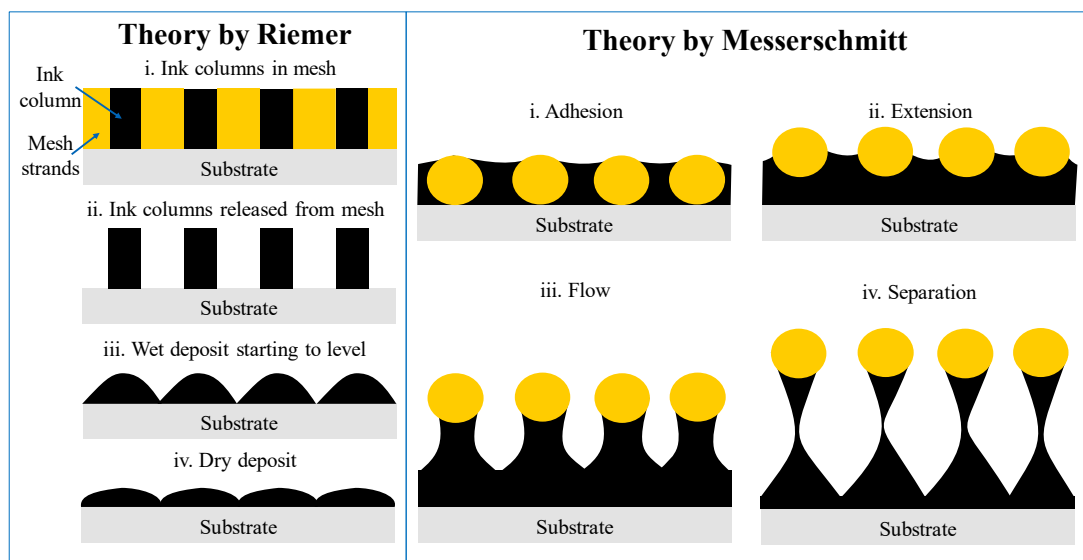 Theory by Riemer
i. Ink columns in mesh
Ink
column
Mesh
strands
Substrate
ii. Ink columns released from mesh
Substrate
iii. Wet deposit starting to level
Substrate
iv. Dry deposit
Substrate
Theory by Messerschmitt
i. Adhesion
Substrate
ii. Extension
Substrate
iii. Flow
Substrate
iv. Separation
Substrate